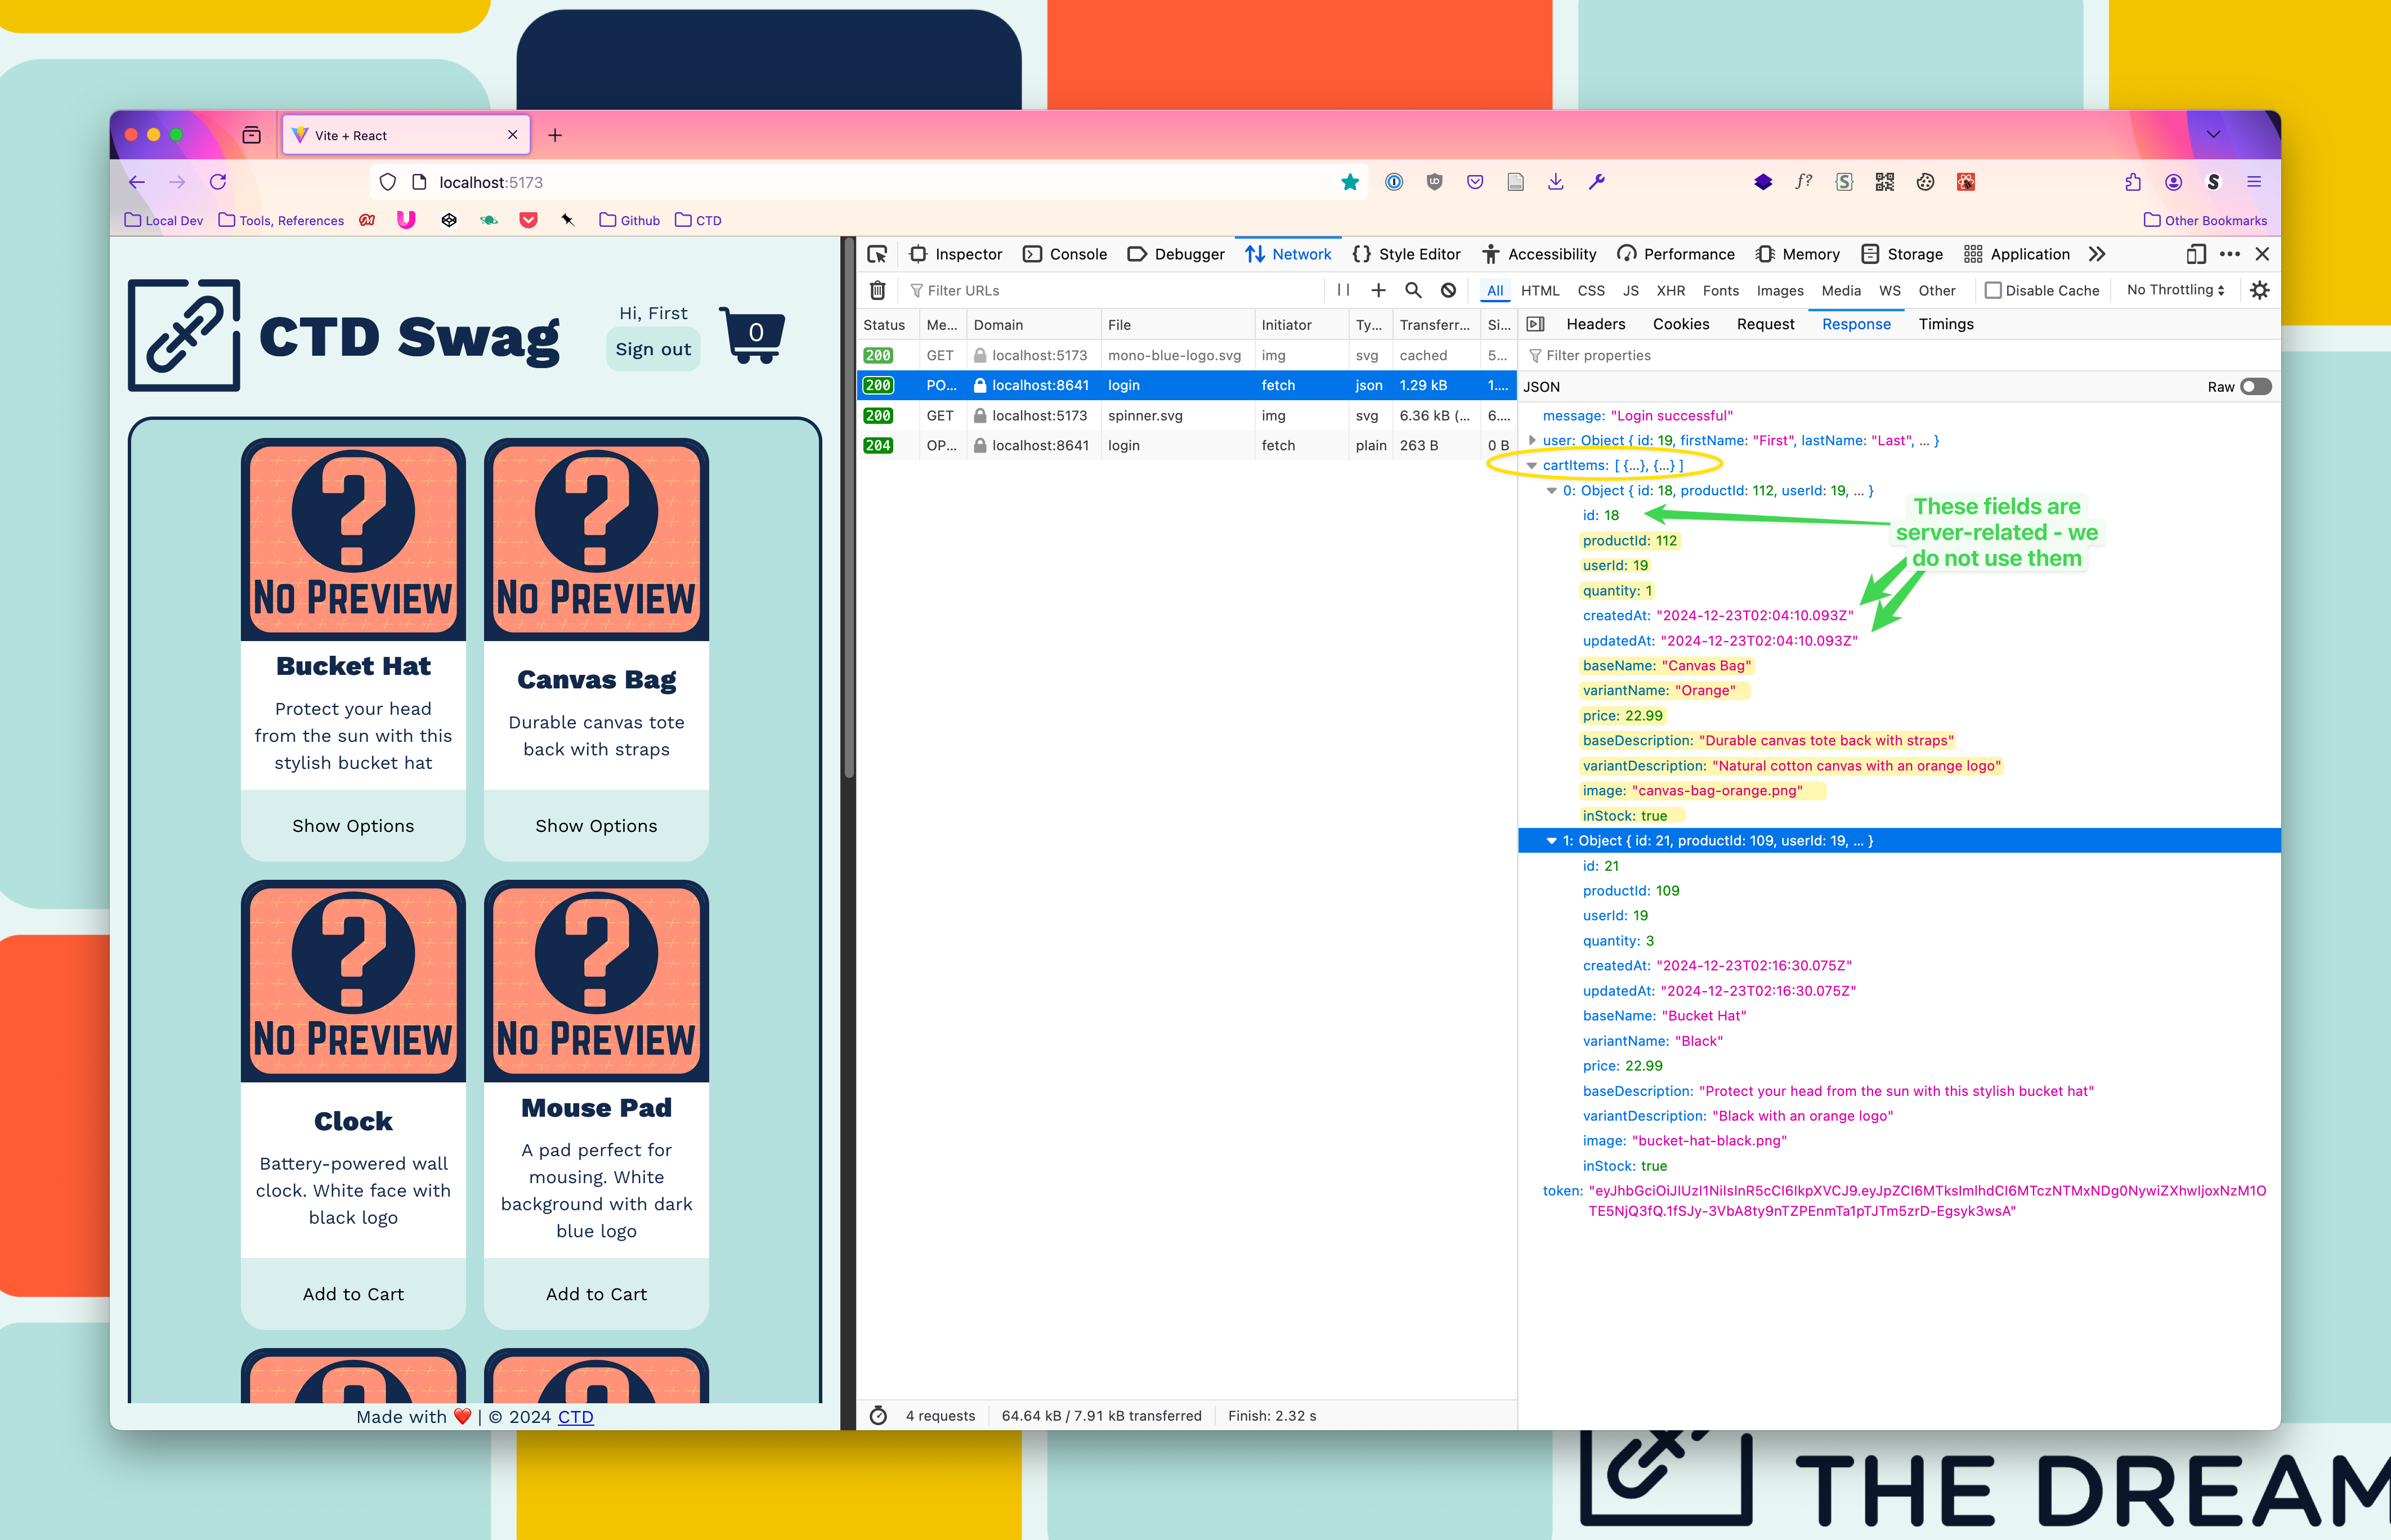 Vite + React
localhost:5173
Local Dev
Tools, References
Github
CTD
Other Bookmarks
CTD Swag
Hi, First
Sign out
0
NO PREVIEW
Bucket Hat
Protect your head
from the sun with this
stylish bucket hat
Show Options
NO PREVIEW
Canvas Bag
Durable canvas tote
back with straps
Show Options
NO PREVIEW
Clock
Battery-powered wall
clock. White face with
black logo
Add to Cart
NO PREVIEW
Mouse Pad
A pad perfect for
mousing. White
background with dark
blue logo
Add to Cart
Made with ❤️ | © 2024 CTD
Inspector Console Debugger Network Style Editor Accessibility Performance Memory Storage Application
Filter URLs
All HTML CSS JS XHR Fonts Images Media WS Other Disable Cache No Throttling
Status Me... Domain File Initiator Ty... Transferr... Si...
200 GET localhost:5173 mono-blue-logo.svg img svg cached 5...
200 PO... localhost:8641 login fetch json 1.29 kB 1....
200 GET localhost:5173 spinner.svg img svg 6.36 kB (... 6....
204 OP... localhost:8641 login fetch plain 263 B 0 B
4 requests 64.64 kB / 7.91 kB transferred Finish: 2.32 s
Headers Cookies Request Response Timings
Filter properties
JSON Raw
message: "Login successful"
user: Object { id: 19, firstName: "First", lastName: "Last", ... }
cartItems: [ {...}, {...} ]
0: Object { id: 18, productId: 112, userId: 19, ... }
id: 18
productId: 112
userId: 19
quantity: 1
createdAt: "2024-12-23T02:04:10.093Z"
updatedAt: "2024-12-23T02:04:10.093Z"
baseName: "Canvas Bag"
variantName: "Orange"
price: 22.99
baseDescription: "Durable canvas tote back with straps"
variantDescription: "Natural cotton canvas with an orange logo"
image: "canvas-bag-orange.png"
inStock: true
These fields are
server-related - we
do not use them
1: Object { id: 21, productId: 109, userId: 19, ... }
id: 21
productId: 109
userId: 19
quantity: 3
createdAt: "2024-12-23T02:16:30.075Z"
updatedAt: "2024-12-23T02:16:30.075Z"
baseName: "Bucket Hat"
variantName: "Black"
price: 22.99
baseDescription: "Protect your head from the sun with this stylish bucket hat"
variantDescription: "Black with an orange logo"
image: "bucket-hat-black.png"
inStock: true
token:
THE DREAM